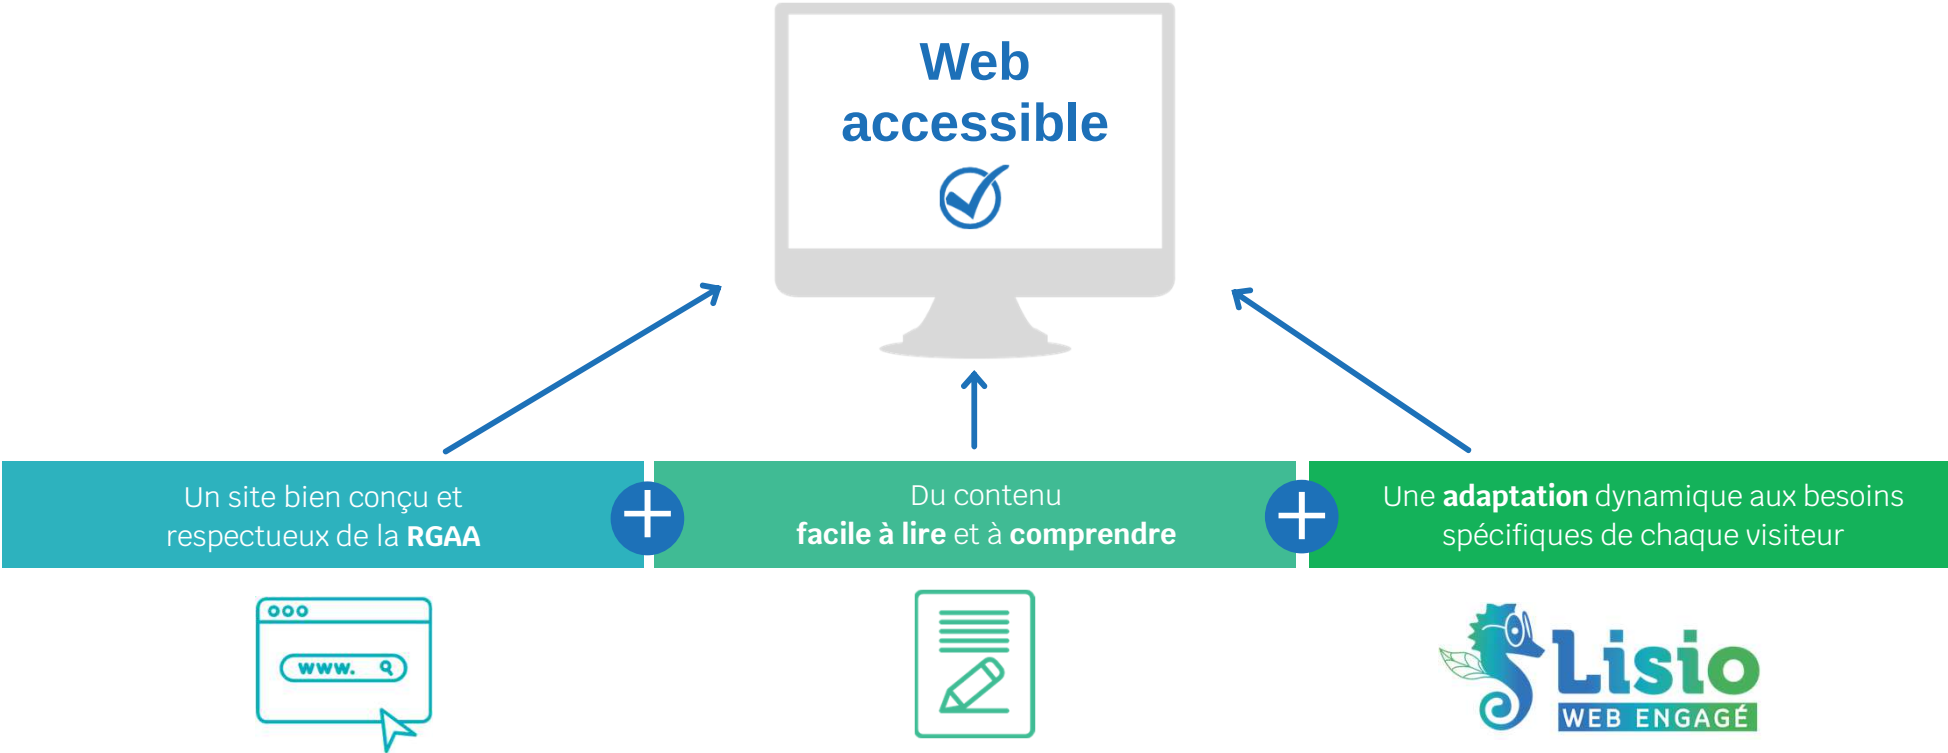 Web
accessible
Un site bien conçu et
respectueux de la RGAA
Du contenu
facile à lire et à comprendre
Une adaptation dynamique aux besoins
spécifiques de chaque visiteur
www.
Lisio
WEB ENGAGÉ